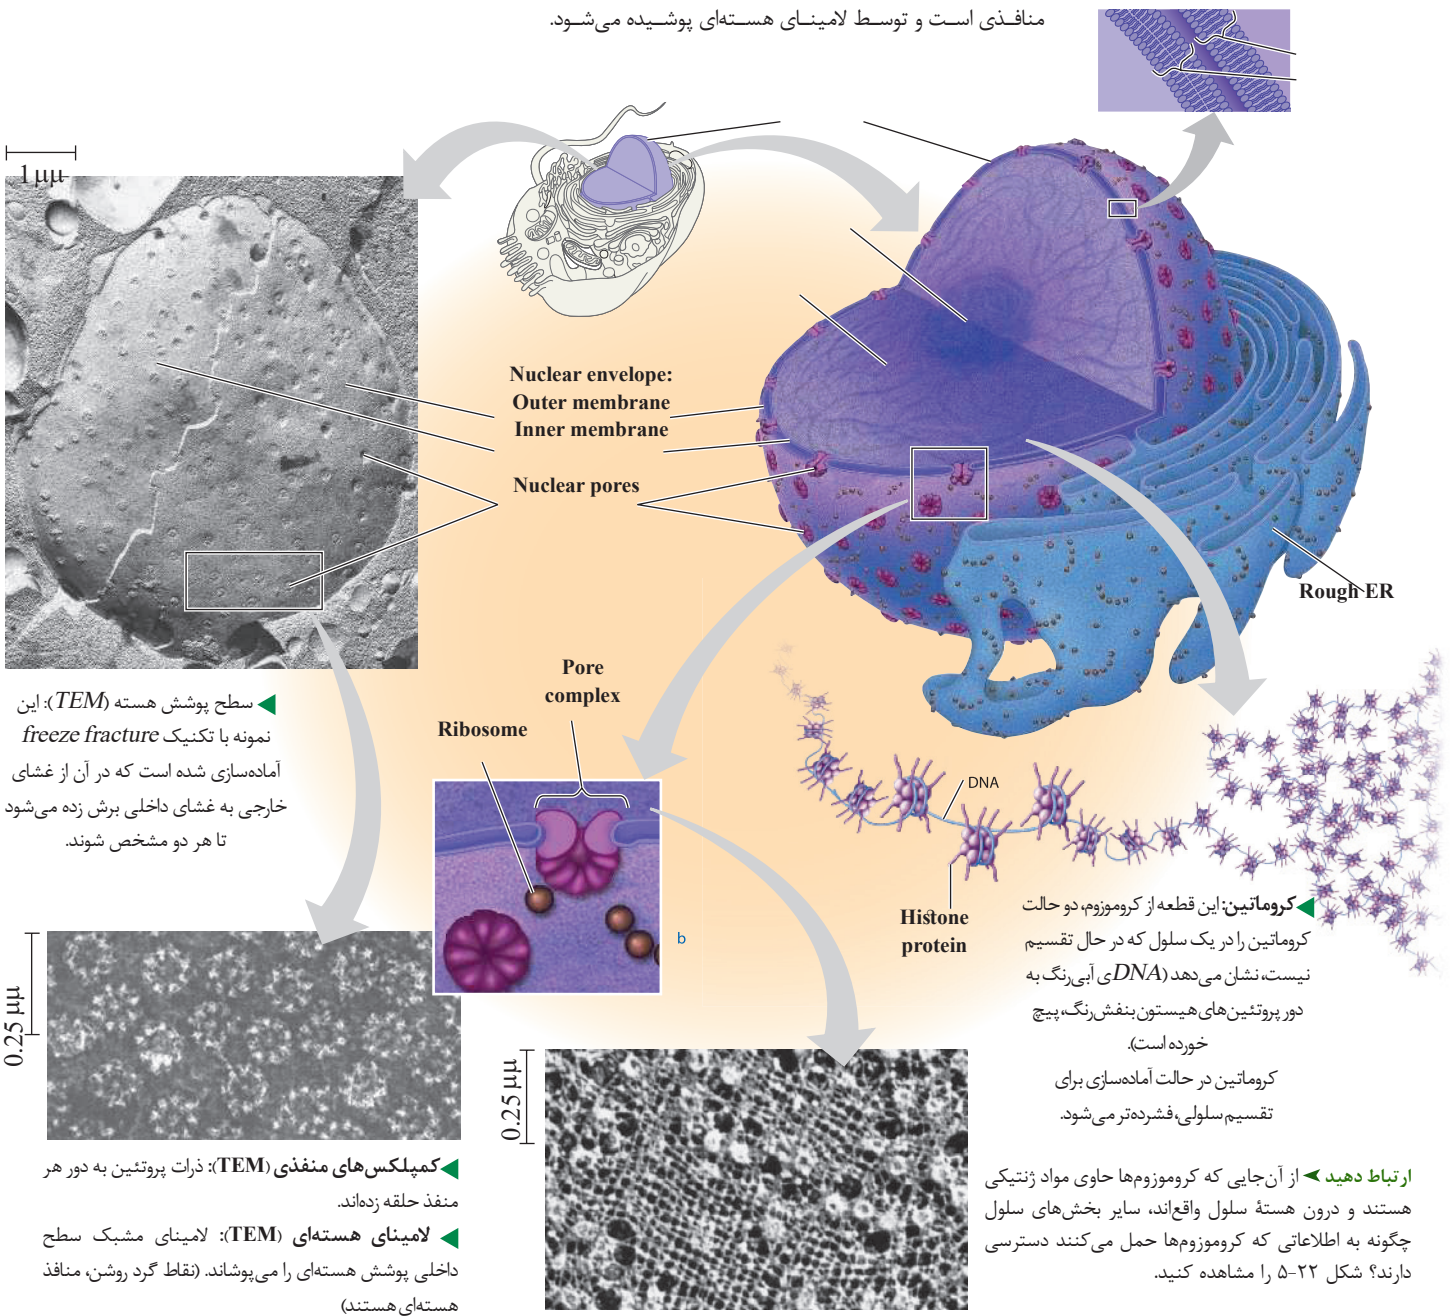 منافذی است و توسط لامینای هسته‌ای پوشیده می‌شود.
1 μμ
Nuclear envelope:
Outer membrane
Inner membrane
Nuclear pores
Rough ER
Pore
complex
Ribosome
DNA
Histone
protein
b
◀ سطح پوشش هسته (TEM): این
نمونه با تکنیک freeze fracture
آماده‌سازی شده است که در آن از غشای
خارجی به غشای داخلی برش زده می‌شود
تا هر دو مشخص شوند.
0.25 μμ
◀ کمپلکس‌های منفذی (TEM): ذرات پروتئین به دور هر
منفذ حلقه زده‌اند.
◀ لامینای هسته‌ای (TEM): لامینای مشبک سطح
داخلی پوشش هسته‌ای را می‌پوشاند. (نقاط گرد روشن، منافذ
هسته‌ای هستند)
0.25 μμ
◀ کروماتین: این قطعه از کروموزوم، دو حالت
کروماتین را در یک سلول که در حال تقسیم
نیست، نشان می‌دهد (DNAی آبی‌رنگ به
دور پروتئین‌های هیستون بنفش‌رنگ، پیچ
خورده است).
کروماتین در حالت آماده‌سازی برای
تقسیم سلولی، فشرده‌تر می‌شود.
ارتباط دهید ➤ از آن‌جایی که کروموزوم‌ها حاوی مواد ژنتیکی
هستند و درون هستهٔ سلول واقع‌اند، سایر بخش‌های سلول
چگونه به اطلاعاتی که کروموزوم‌ها حمل می‌کنند دسترسی
دارند؟ شکل ۲۲-۵ را مشاهده کنید.